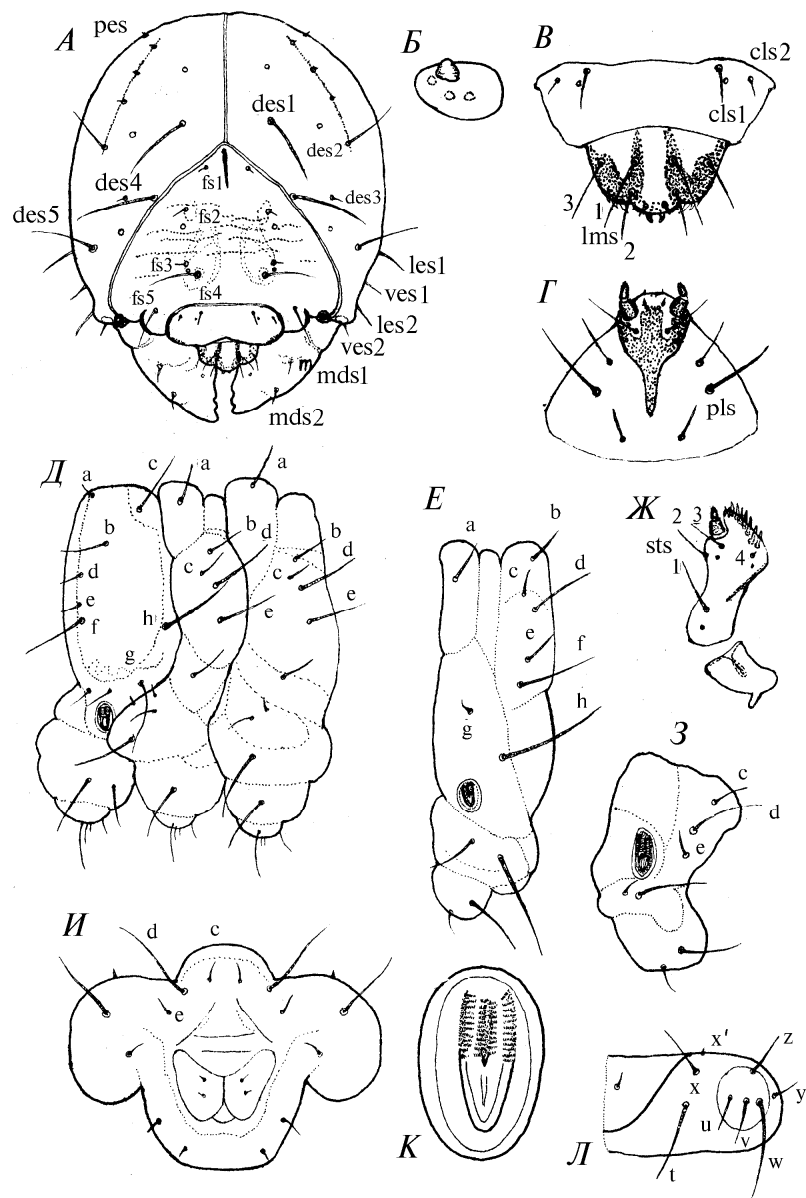 А
pes
des1
des2
des4
fs1
des3
des5
fs2
fs3
les1
fs5
fs4
ves1
les2
ves2
m
mds1
mds2
Б
В
cls2
cls1
3
1
lms
2
Г
pls
Д
a
c
a
a
b
b
d
b
d
c
c
d
e
e
e
f
h
g
Е
a
b
c
d
e
f
h
g
Ж
2
3
sts
1
4
З
c
d
e
И
d
c
e
К
Л
x'
z
x
y
u
v
w
t